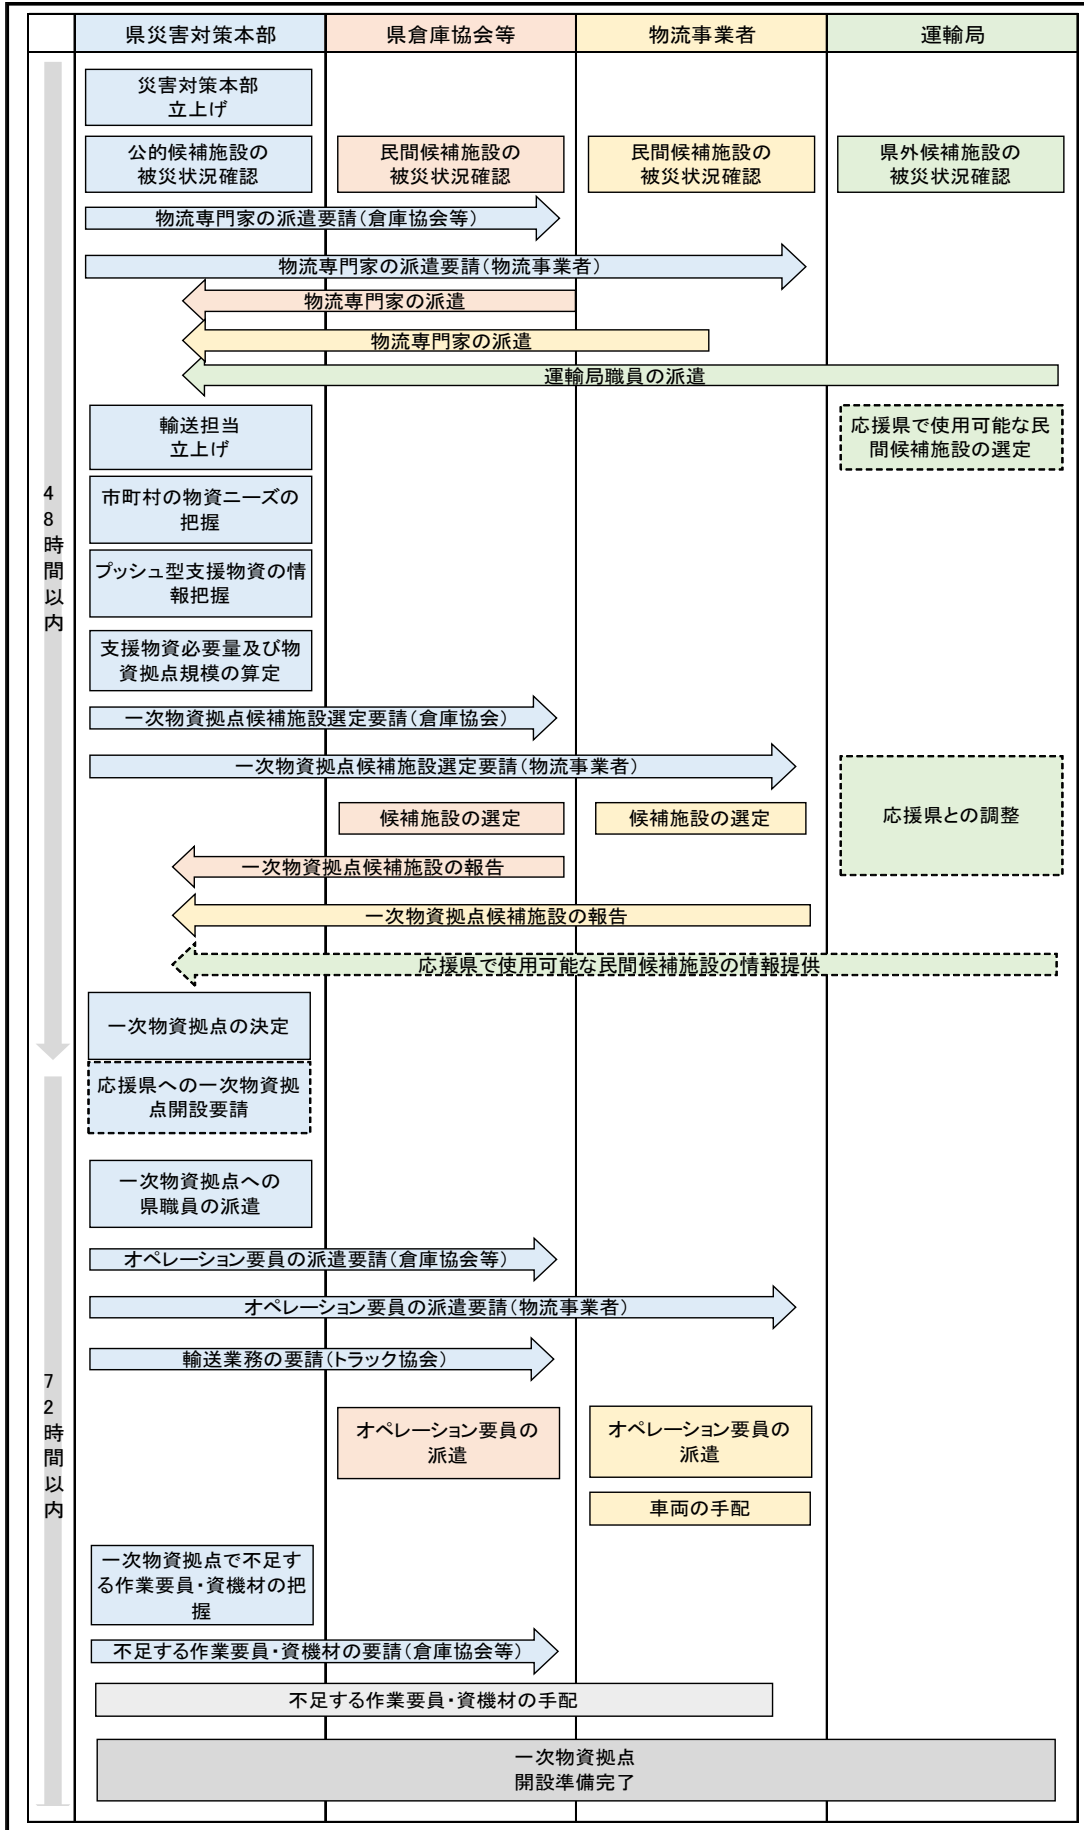 県災害対策本部
県倉庫協会等
物流事業者
運輸局
災害対策本部
立上げ
公的候補施設の
被災状況確認
民間候補施設の
被災状況確認
民間候補施設の
被災状況確認
県外候補施設の
被災状況確認
物流専門家の派遣要請(倉庫協会等)
物流専門家の派遣要請(物流事業者)
物流専門家の派遣
物流専門家の派遣
運輸局職員の派遣
輸送担当
立上げ
応援県で使用可能な民
間候補施設の選定
48時間以内
市町村の物資ニーズの
把握
プッシュ型支援物資の情
報把握
支援物資必要量及び物
資拠点規模の算定
一次物資拠点候補施設選定要請(倉庫協会)
一次物資拠点候補施設選定要請(物流事業者)
候補施設の選定
候補施設の選定
応援県との調整
一次物資拠点候補施設の報告
一次物資拠点候補施設の報告
応援県で使用可能な民間候補施設の情報提供
一次物資拠点の決定
応援県への一次物資拠
点開設要請
一次物資拠点への
県職員の派遣
オペレーション要員の派遣要請(倉庫協会等)
オペレーション要員の派遣要請(物流事業者)
輸送業務の要請(トラック協会)
72時間以内
オペレーション要員の
派遣
オペレーション要員の
派遣
車両の手配
一次物資拠点で不足す
る作業要員・資機材の把
握
不足する作業要員・資機材の要請(倉庫協会等)
不足する作業要員・資機材の手配
一次物資拠点
開設準備完了